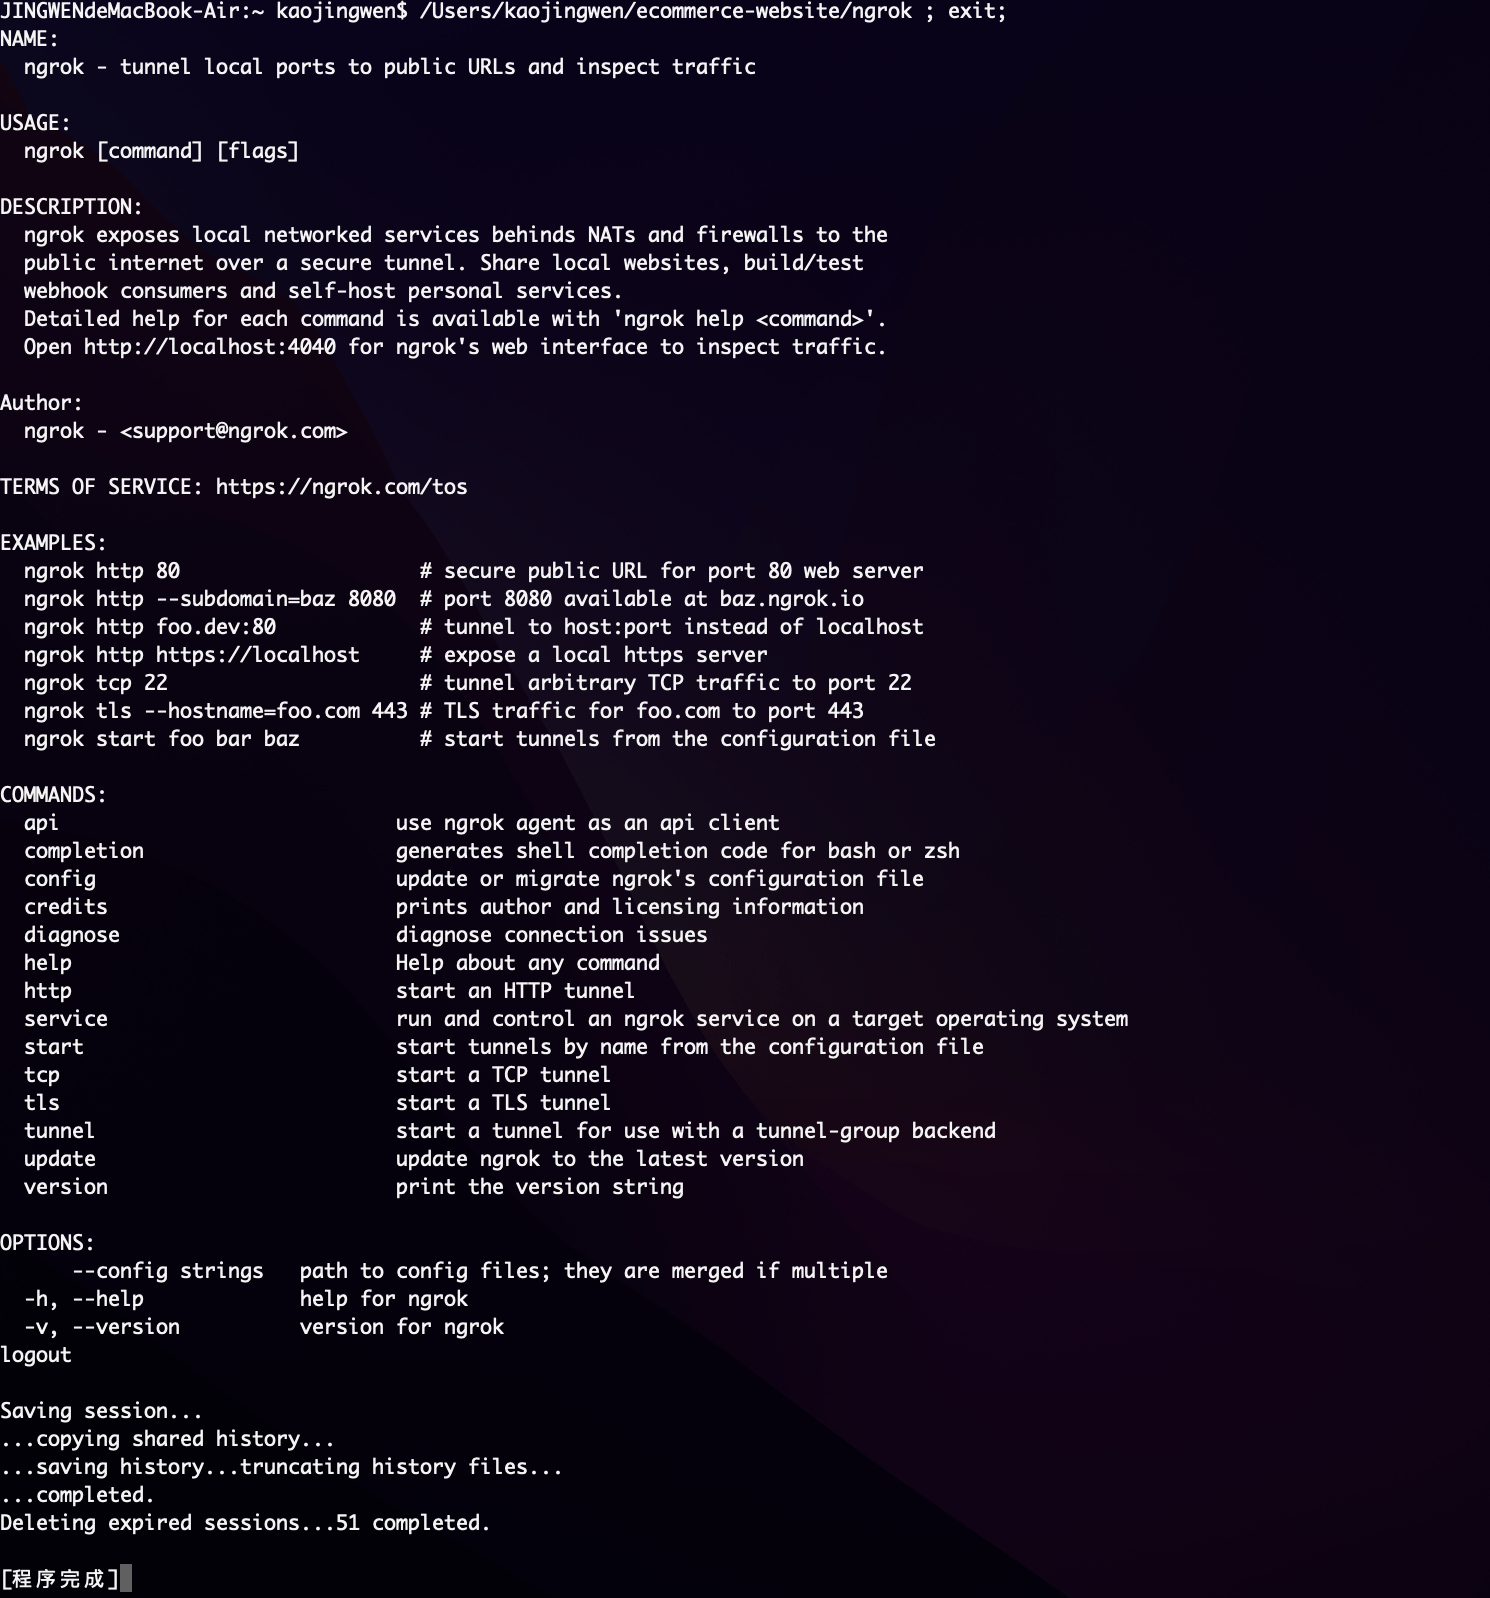 JINGWENdeMacBook-Air:~ kaojingwen$ /Users/kaojingwen/ecommerce-website/ngrok ; exit;
NAME:
  ngrok - tunnel local ports to public URLs and inspect traffic

USAGE:
  ngrok [command] [flags]

DESCRIPTION:
  ngrok exposes local networked services behinds NATs and firewalls to the
  public internet over a secure tunnel. Share local websites, build/test
  webhook consumers and self-host personal services.
  Detailed help for each command is available with 'ngrok help <command>'.
  Open http://localhost:4040 for ngrok's web interface to inspect traffic.

Author:
  ngrok - <support@ngrok.com>

TERMS OF SERVICE: https://ngrok.com/tos

EXAMPLES:
  ngrok http 80                    # secure public URL for port 80 web server
  ngrok http --subdomain=baz 8080  # port 8080 available at baz.ngrok.io
  ngrok http foo.dev:80            # tunnel to host:port instead of localhost
  ngrok http https://localhost     # expose a local https server
  ngrok tcp 22                     # tunnel arbitrary TCP traffic to port 22
  ngrok tls --hostname=foo.com 443 # TLS traffic for foo.com to port 443
  ngrok start foo bar baz          # start tunnels from the configuration file

COMMANDS:
  api                            use ngrok agent as an api client
  completion                     generates shell completion code for bash or zsh
  config                         update or migrate ngrok's configuration file
  credits                        prints author and licensing information
  diagnose                       diagnose connection issues
  help                           Help about any command
  http                           start an HTTP tunnel
  service                        run and control an ngrok service on a target operating system
  start                          start tunnels by name from the configuration file
  tcp                            start a TCP tunnel
  tls                            start a TLS tunnel
  tunnel                         start a tunnel for use with a tunnel-group backend
  update                         update ngrok to the latest version
  version                        print the version string

OPTIONS:
      --config strings   path to config files; they are merged if multiple
  -h, --help             help for ngrok
  -v, --version          version for ngrok
logout

Saving session...
...copying shared history...
...saving history...truncating history files...
...completed.
Deleting expired sessions...51 completed.

[程序完成]